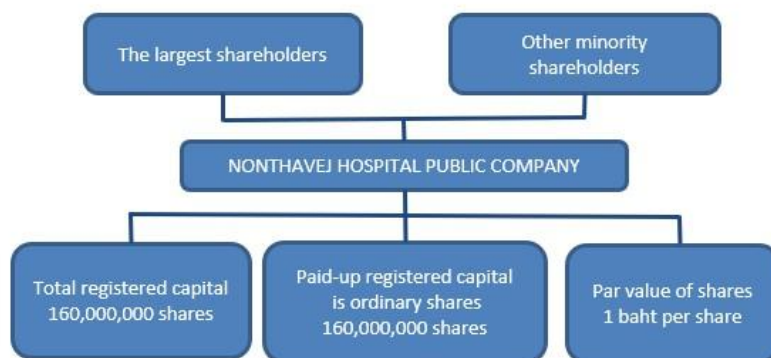 The largest shareholders
Other minority
shareholders
NONTHAVEJ HOSPITAL PUBLIC COMPANY
Total registered capital
160,000,000 shares
Paid-up registered capital
is ordinary shares
160,000,000 shares
Par value of shares
1 baht per share